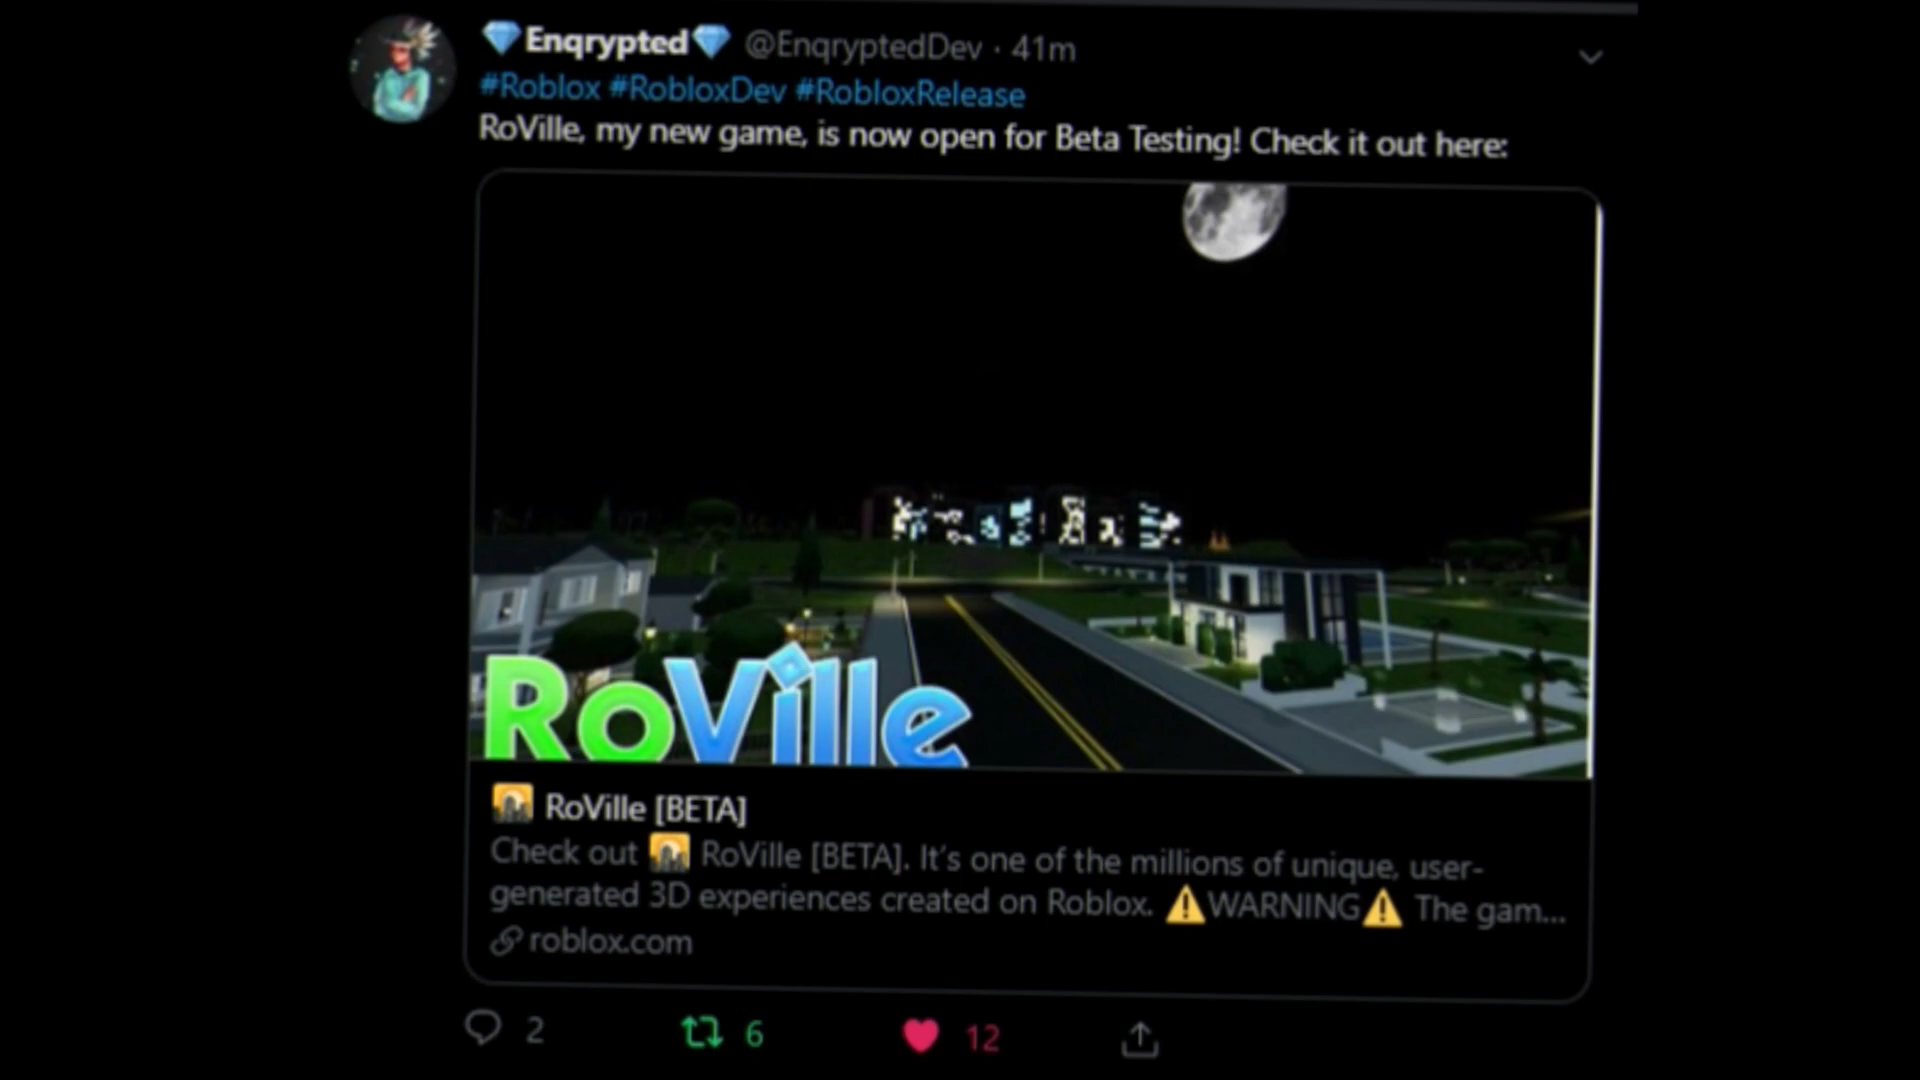 💎Enqrypted💎 @EnqryptedDev · 41m
#Roblox #RobloxDev #RobloxRelease
RoVille, my new game, is now open for Beta Testing! Check it out here:
RoVille
🌇 RoVille [BETA]
Check out 🌇 RoVille [BETA]. It's one of the millions of unique, user-
generated 3D experiences created on Roblox. ⚠️WARNING⚠️ The gam...
roblox.com
2 6 12